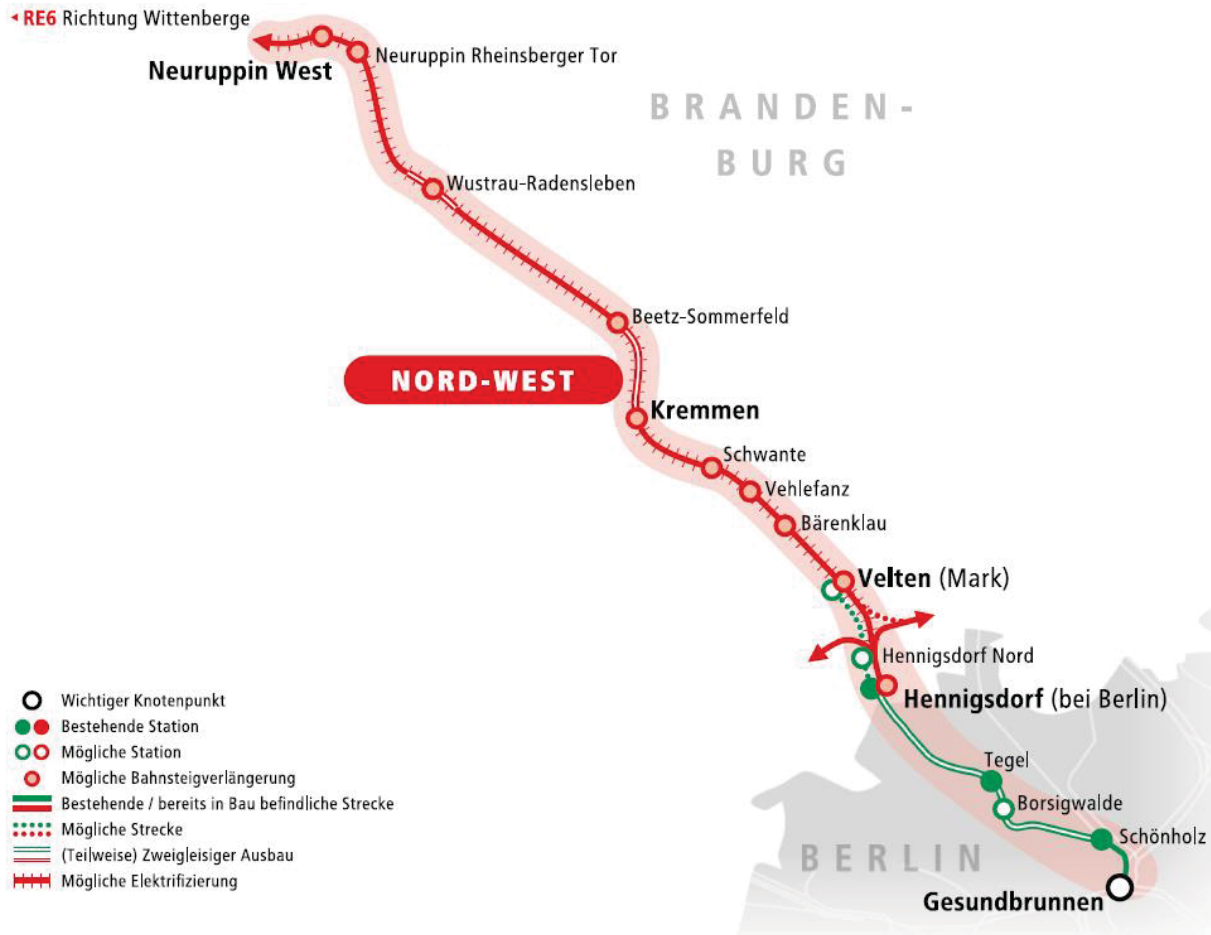 RE6 Richtung Wittenberge
Neuruppin West
Neuruppin Rheinsberger Tor
BRANDEN-
BURG
Wustrau-Radensleben
Beetz-Sommerfeld
NORD-WEST
Kremmen
Schwante
Vehlefanz
Bärenklau
Velten (Mark)
Hennigsdorf Nord
Hennigsdorf (bei Berlin)
Wichtiger Knotenpunkt
Bestehende Station
Mögliche Station
Mögliche Bahnsteigverlängerung
Bestehende / bereits in Bau befindliche Strecke
Mögliche Strecke
(Teilweise) Zweigleisiger Ausbau
Mögliche Elektrifizierung
Tegel
Borsigwalde
Schönholz
BERLIN
Gesundbrunnen